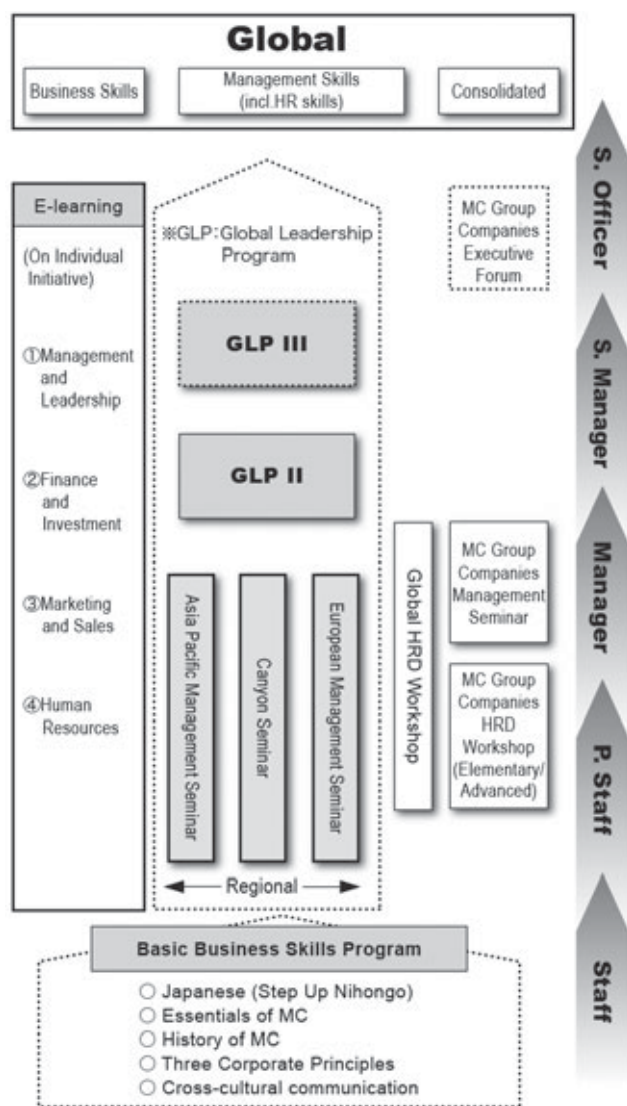 Global
Business Skills
Management Skills
(incl.HR skills)
Consolidated
E-learning
(On Individual
Initiative)
①Management
and
Leadership
②Finance
and
Investment
③Marketing
and Sales
④Human
Resources
※GLP:Global Leadership
Program
GLP III
GLP II
Asia Pacific Management Seminar
Canyon Seminar
European Management Seminar
Regional
Global HRD Workshop
MC Group
Companies
Executive
Forum
MC Group
Companies
Management
Seminar
MC Group
Companies
HRD
Workshop
(Elementary/
Advanced)
S. Officer
S. Manager
Manager
P. Staff
Staff
Basic Business Skills Program
○ Japanese (Step Up Nihongo)
○ Essentials of MC
○ History of MC
○ Three Corporate Principles
○ Cross-cultural communication